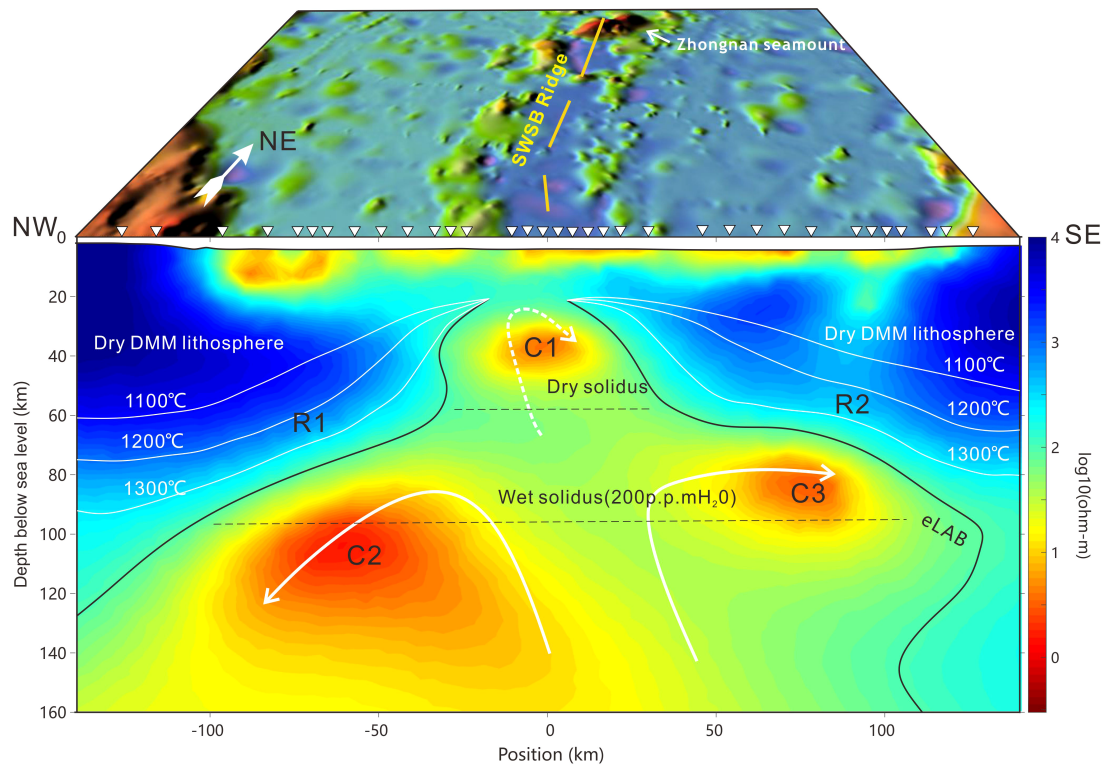 Zhongnan seamount
SWSB Ridge
NE
NW
SE
0
20
40
60
80
100
120
140
160
Depth below sea level (km)
Dry DMM lithosphere
Dry DMM lithosphere
C1
Dry solidus
1100℃
1200℃
1300℃
R1
R2
1100℃
1200℃
1300℃
Wet solidus(200p.p.mH₂0)
C3
C2
eLAB
4
3
2
1
0
log10(ohm-m)
-100
-50
0
50
100
Position (km)